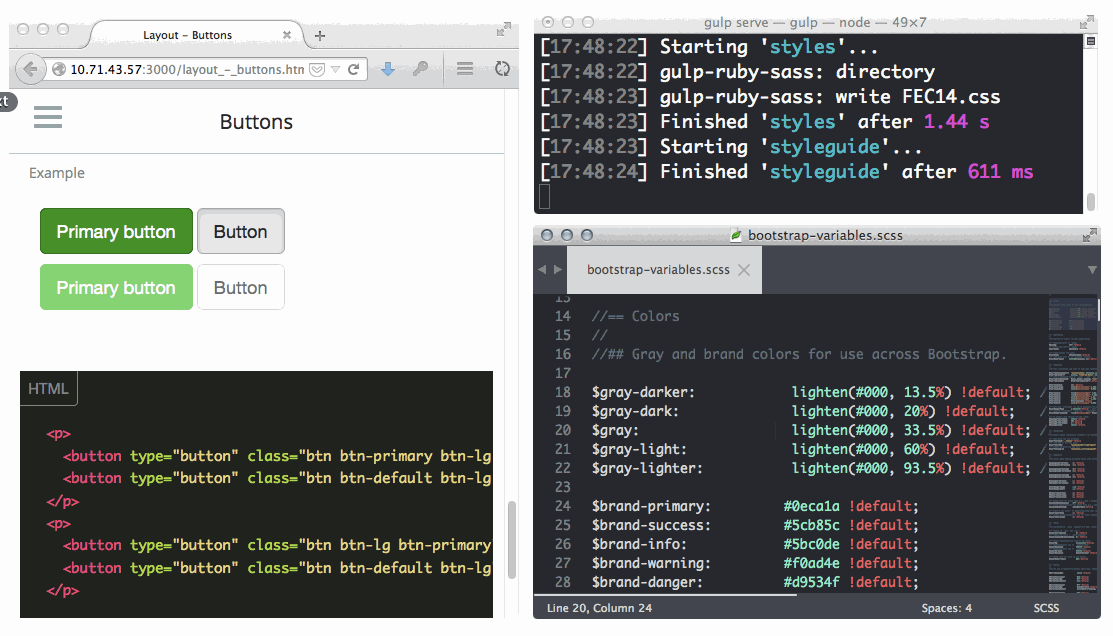 Layout – Buttons
10.71.43.57:3000/layout_-_buttons.htm
xt
Buttons
Example
Primary button Button
Primary button Button
HTML
<p>
<button type="button" class="btn btn-primary btn-lg
<button type="button" class="btn btn-default btn-lg
</p>
<p>
<button type="button" class="btn btn-lg btn-primary
<button type="button" class="btn btn-default btn-lg
</p>
gulp serve — gulp — node — 49×7
[17:48:22] Starting 'styles'...
[17:48:22] gulp-ruby-sass: directory
[17:48:23] gulp-ruby-sass: write FEC14.css
[17:48:23] Finished 'styles' after 1.44 s
[17:48:23] Starting 'styleguide'...
[17:48:24] Finished 'styleguide' after 611 ms
bootstrap-variables.scss
bootstrap-variables.scss
13
14 //== Colors
15 //
16 //## Gray and brand colors for use across Bootstrap.
17
18 $gray-darker: lighten(#000, 13.5%) !default; /
19 $gray-dark: lighten(#000, 20%) !default; /
20 $gray: lighten(#000, 33.5%) !default; /
21 $gray-light: lighten(#000, 60%) !default; /
22 $gray-lighter: lighten(#000, 93.5%) !default; /
23
24 $brand-primary: #0eca1a !default;
25 $brand-success: #5cb85c !default;
26 $brand-info: #5bc0de !default;
27 $brand-warning: #f0ad4e !default;
28 $brand-danger: #d9534f !default;
Line 20, Column 24 Spaces: 4 SCSS